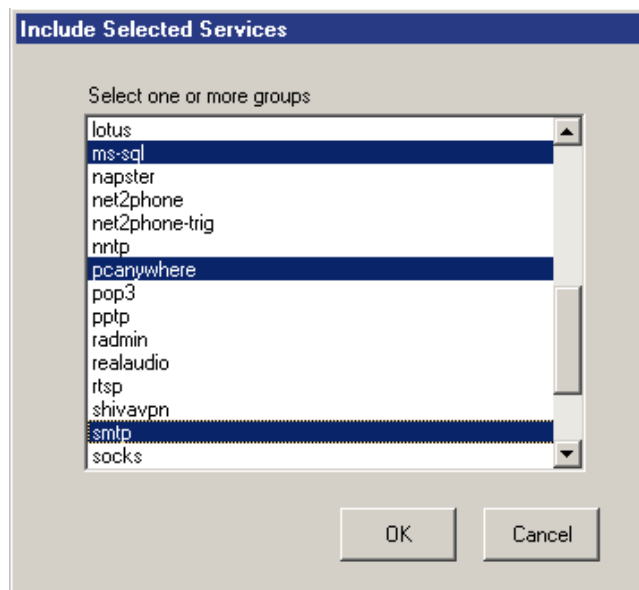 Include Selected Services
Select one or more groups
lotus
ms-sql
napster
net2phone
net2phone-trig
nntp
pcanywhere
pop3
pptp
radmin
realaudio
rtsp
shivavpn
smtp
socks
OK
Cancel